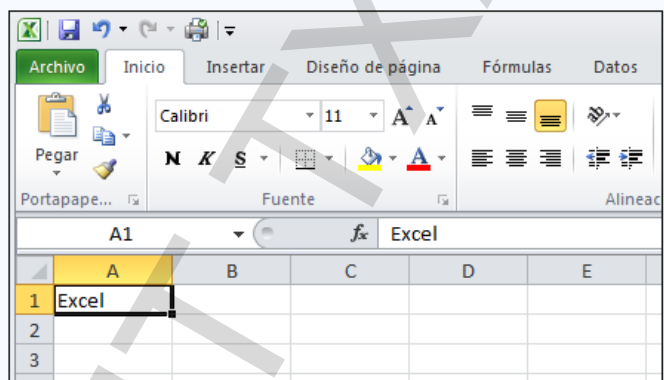 Archivo Inicio Insertar Diseño de página Fórmulas Datos
Calibri 11 A A
Pegar
N K S A
Portapape... Fuente Alineac
A1 fx Excel
A B C D E
1 Excel
2
3